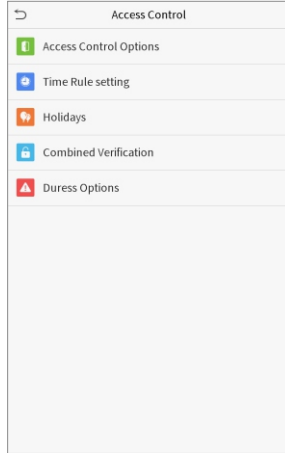 Access Control
Access Control Options
Time Rule setting
Holidays
Combined Verification
Duress Options